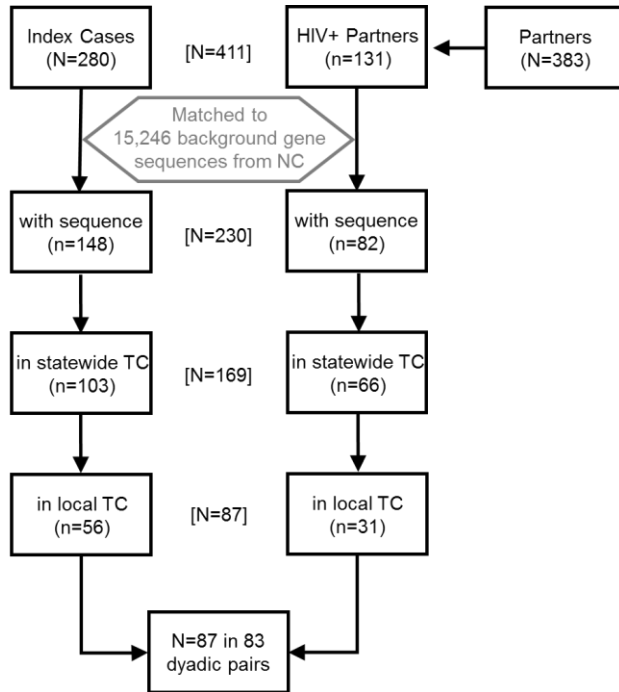 Index Cases
(N=280)
[N=411]
HIV+ Partners
(n=131)
Partners
(N=383)
Matched to
15,246 background gene
sequences from NC
with sequence
(n=148)
[N=230]
with sequence
(n=82)
in statewide TC
(n=103)
[N=169]
in statewide TC
(n=66)
in local TC
(n=56)
[N=87]
in local TC
(n=31)
N=87 in 83
dyadic pairs